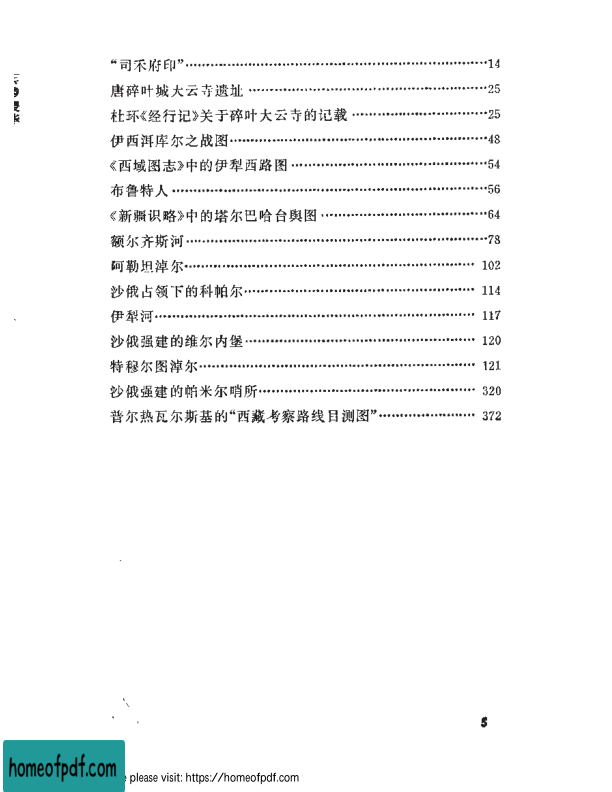 “司禾府印”……14
唐碎叶城大云寺遗址……25
杜环《经行记》关于碎叶大云寺的记载……25
伊西洱库尔之战图……48
《西域图志》中的伊犁西路图……54
布鲁特人……56
《新疆识略》中的塔尔巴哈台舆图……64
额尔齐斯河……78
阿勒坦淖尔……102
沙俄占领下的科帕尔……114
伊犁河……117
沙俄强建的维尔内堡……120
特穆尔图淖尔……121
沙俄强建的帕米尔哨所……320
普尔热瓦尔斯基的“西藏考察路线目测图”……372
5
homeofpdf.com
please visit: https://homeofpdf.com